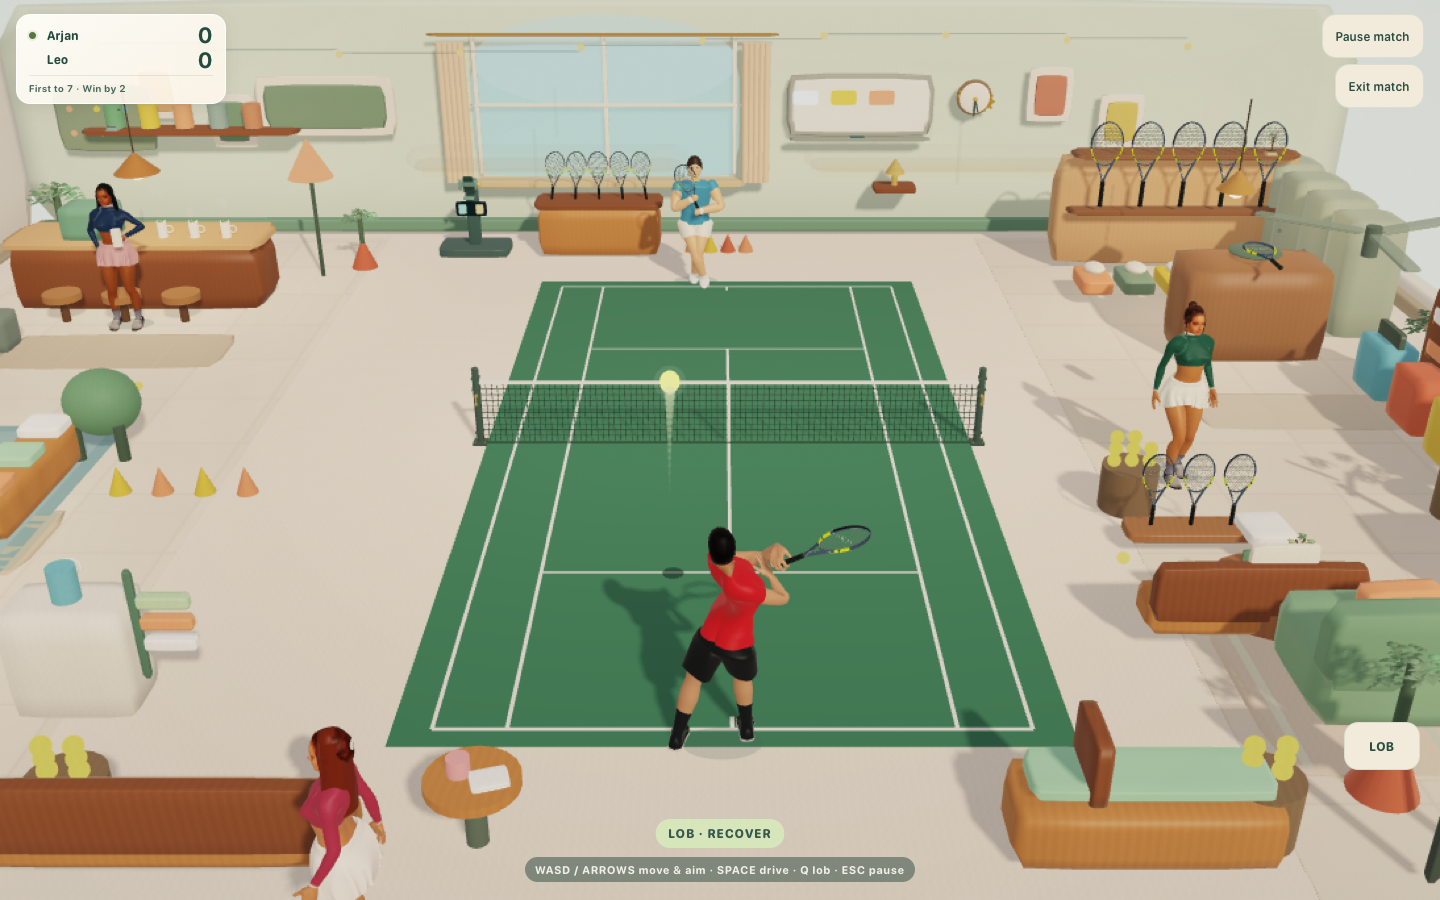 Arjan 0
Leo 0
First to 7 · Win by 2
Pause match
Exit match
LOB
LOB · RECOVER
WASD / ARROWS move & aim · SPACE drive · Q lob · ESC pause